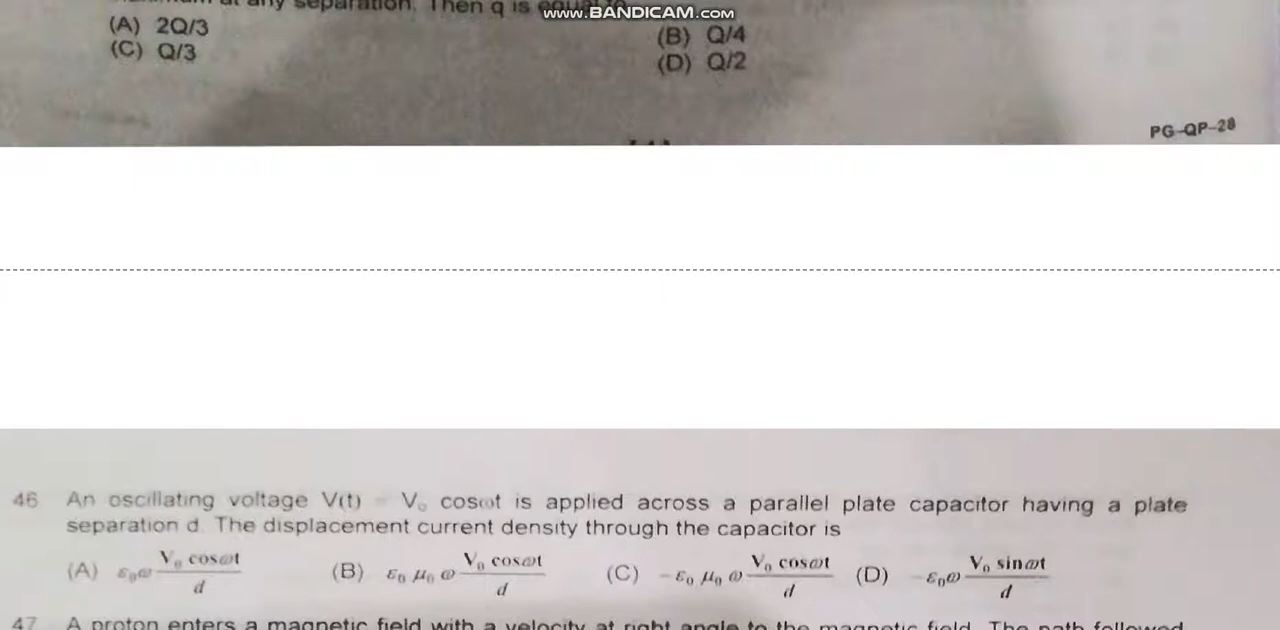 any separation. Then q is
www.BANDICAM.com
(A) 2Q/3
(B) Q/4
(C) Q/3
(D) Q/2
PG-QP-28
46 An oscillating voltage V(t) = V₀ cosωt is applied across a parallel plate capacitor having a plate
separation d. The displacement current density through the capacitor is
(A) ε₀ω V₀ cosωt / d (B) ε₀ μ₀ ω V₀ cosωt / d (C) -ε₀ μ₀ ω V₀ cosωt / d (D) -ε₀ω V₀ sinωt / d
47 A proton enters a magnetic field with a velocity at right angle to the magnetic field. The path followed